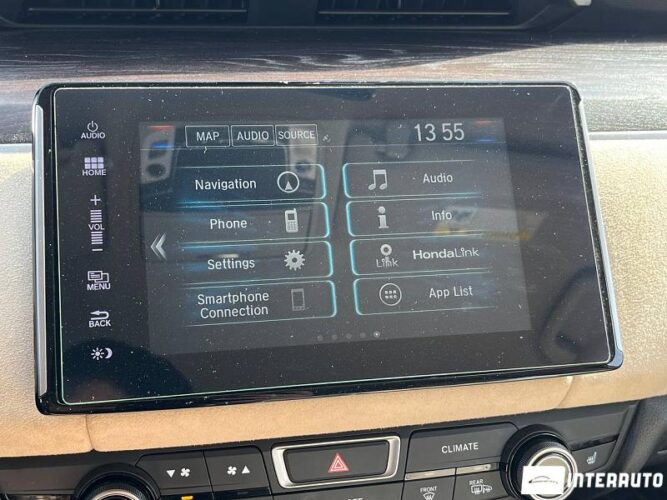 MAP AUDIO SOURCE 13 55
AUDIO
HOME
+
VOL
−
MENU
BACK
Navigation
Audio
Phone
Info
Settings
Link HondaLink
Smartphone
Connection
App List
CLIMATE
FRONT
REAR
INTERAUTO